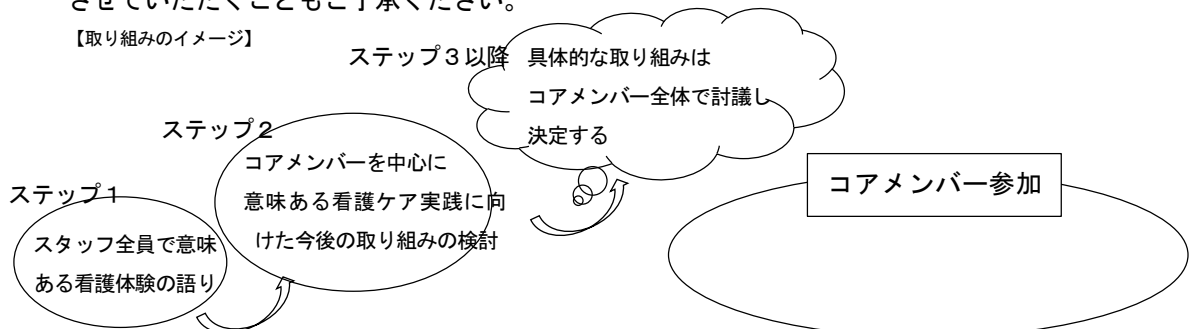 させていただくこともご了承ください。
【取り組みのイメージ】
ステップ３以降
具体的な取り組みは
コアメンバー全体で討議し
決定する
ステップ２
コアメンバーを中心に
意味ある看護ケア実践に向
けた今後の取り組みの検討
ステップ１
スタッフ全員で意味
ある看護体験の語り
コアメンバー参加